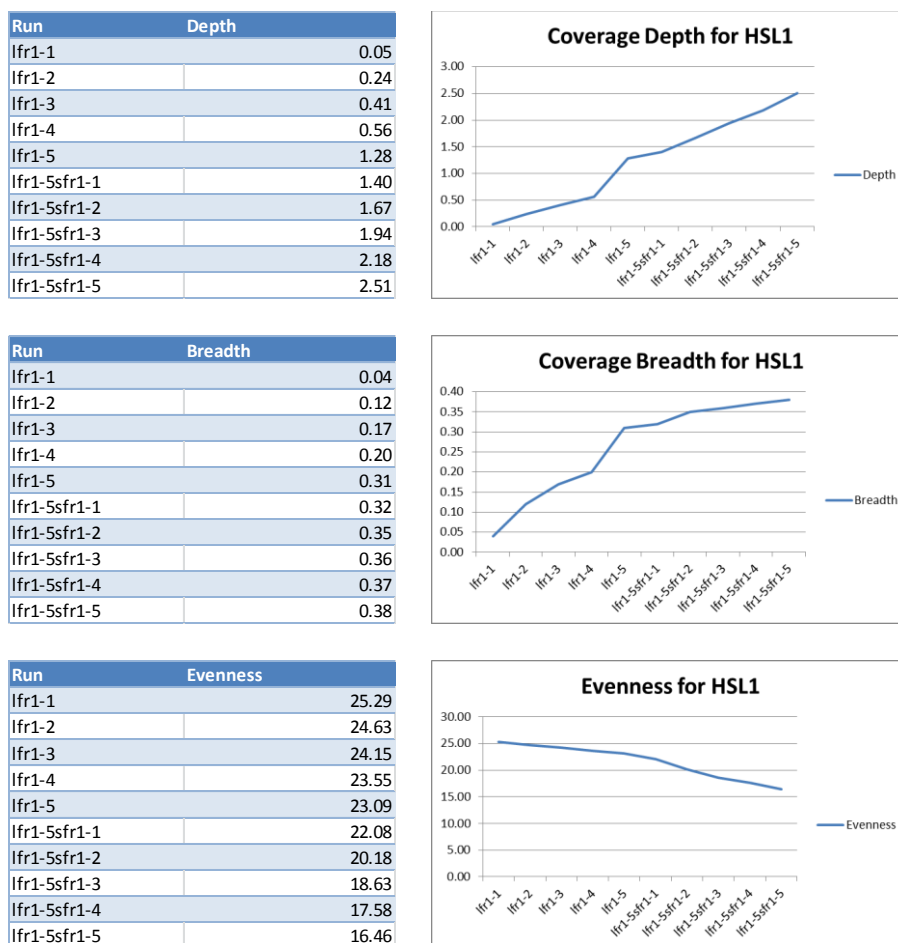 Run Depth
lfr1-1 0.05
lfr1-2 0.24
lfr1-3 0.41
lfr1-4 0.56
lfr1-5 1.28
lfr1-5sfr1-1 1.40
lfr1-5sfr1-2 1.67
lfr1-5sfr1-3 1.94
lfr1-5sfr1-4 2.18
lfr1-5sfr1-5 2.51
Coverage Depth for HSL1
3.00
2.50
2.00
1.50
1.00
0.50
0.00
Depth
lfr1-1 lfr1-2 lfr1-3 lfr1-4 lfr1-5 lfr1-5sfr1-1 lfr1-5sfr1-2 lfr1-5sfr1-3 lfr1-5sfr1-4 lfr1-5sfr1-5
Run Breadth
lfr1-1 0.04
lfr1-2 0.12
lfr1-3 0.17
lfr1-4 0.20
lfr1-5 0.31
lfr1-5sfr1-1 0.32
lfr1-5sfr1-2 0.35
lfr1-5sfr1-3 0.36
lfr1-5sfr1-4 0.37
lfr1-5sfr1-5 0.38
Coverage Breadth for HSL1
0.40
0.35
0.30
0.25
0.20
0.15
0.10
0.05
0.00
Breadth
lfr1-1 lfr1-2 lfr1-3 lfr1-4 lfr1-5 lfr1-5sfr1-1 lfr1-5sfr1-2 lfr1-5sfr1-3 lfr1-5sfr1-4 lfr1-5sfr1-5
Run Evenness
lfr1-1 25.29
lfr1-2 24.63
lfr1-3 24.15
lfr1-4 23.55
lfr1-5 23.09
lfr1-5sfr1-1 22.08
lfr1-5sfr1-2 20.18
lfr1-5sfr1-3 18.63
lfr1-5sfr1-4 17.58
lfr1-5sfr1-5 16.46
Evenness for HSL1
30.00
25.00
20.00
15.00
10.00
5.00
0.00
Evenness
lfr1-1 lfr1-2 lfr1-3 lfr1-4 lfr1-5 lfr1-5sfr1-1 lfr1-5sfr1-2 lfr1-5sfr1-3 lfr1-5sfr1-4 lfr1-5sfr1-5